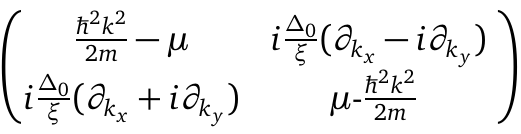 \begin{pmatrix} \frac{\hbar^2 k^2}{2m} - \mu & i\frac{\Delta_0}{\xi}(\partial_{k_x} - i\partial_{k_y}) \\ i\frac{\Delta_0}{\xi}(\partial_{k_x} + i\partial_{k_y}) & \mu\text{-}\frac{\hbar^2 k^2}{2m} \end{pmatrix}